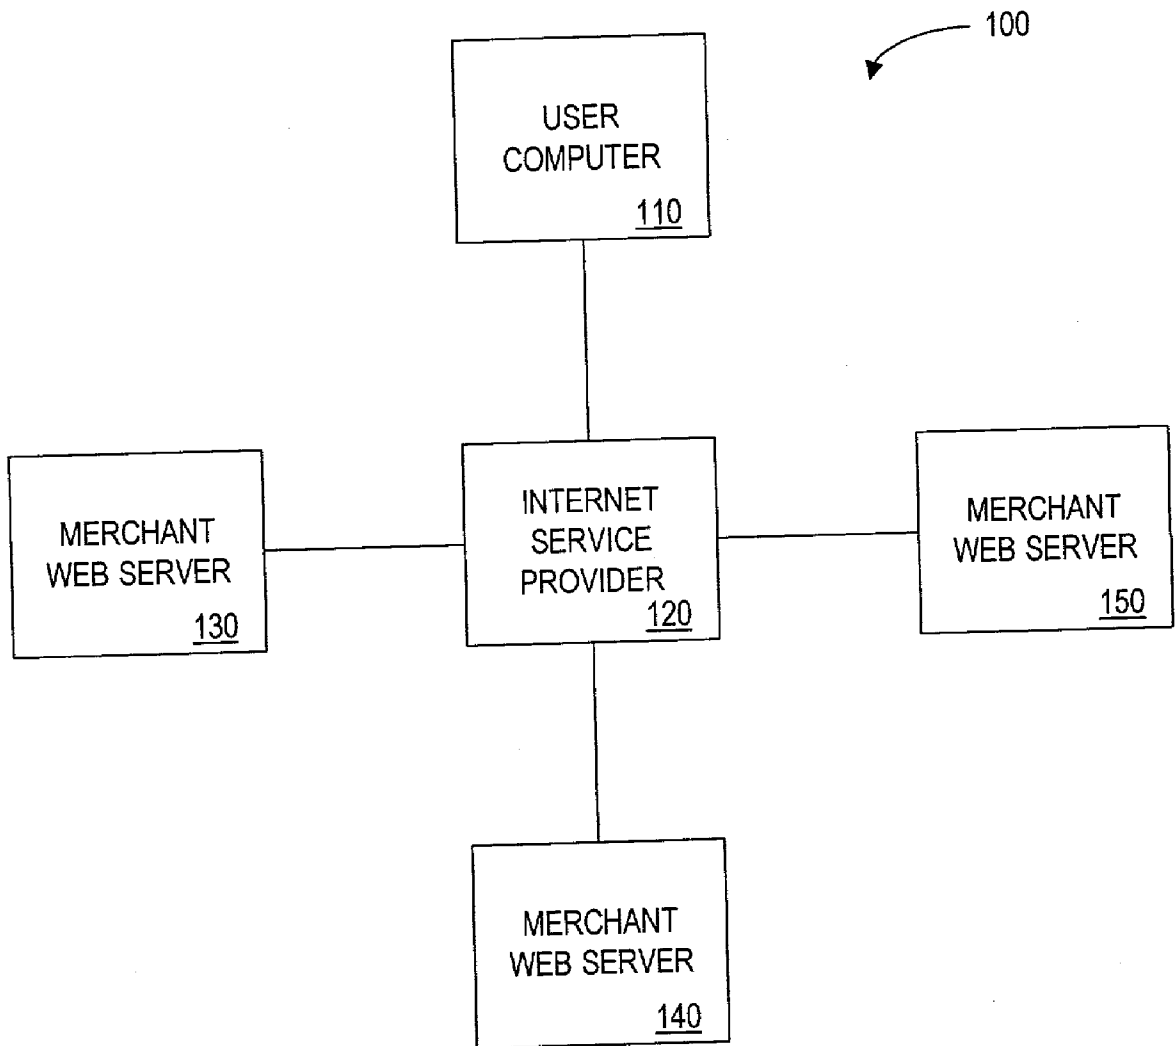 100
USER
COMPUTER
110
MERCHANT
WEB SERVER
130
INTERNET
SERVICE
PROVIDER
120
MERCHANT
WEB SERVER
150
MERCHANT
WEB SERVER
140